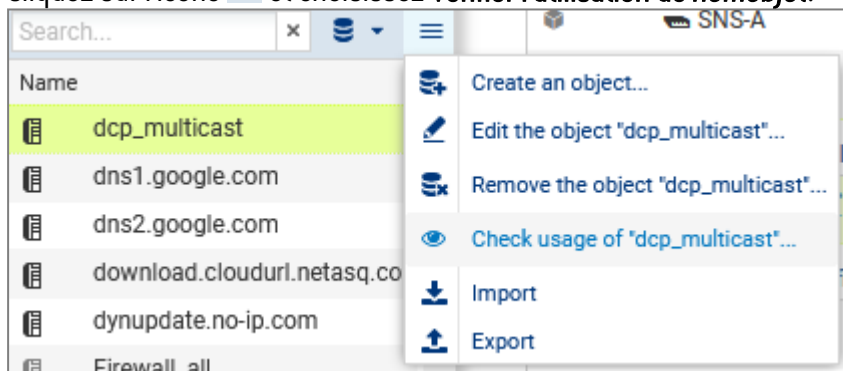 Search...
SNS-A
Name
Create an object...
dcp_multicast
Edit the object "dcp_multicast"...
dns1.google.com
Remove the object "dcp_multicast"...
dns2.google.com
Check usage of "dcp_multicast"...
download.cloudurl.netasq.co
Import
dynupdate.no-ip.com
Export
Firewall_all